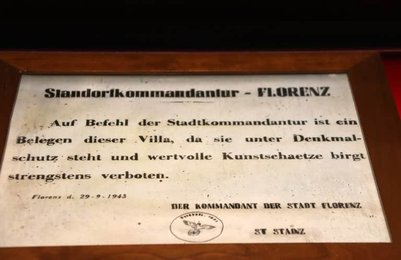 Standortkommandantur - FLORENZ
Auf Befehl der Stadtkommandantur ist ein
Belegen dieser Villa, da sie unter Denkmal-
schutz steht und wertvolle Kunstschaetze birgt
strengstens verboten.
Florenz d. 29-9-1943
DER KOMMANDANT DER STADT FLORENZ
ST STAINZ